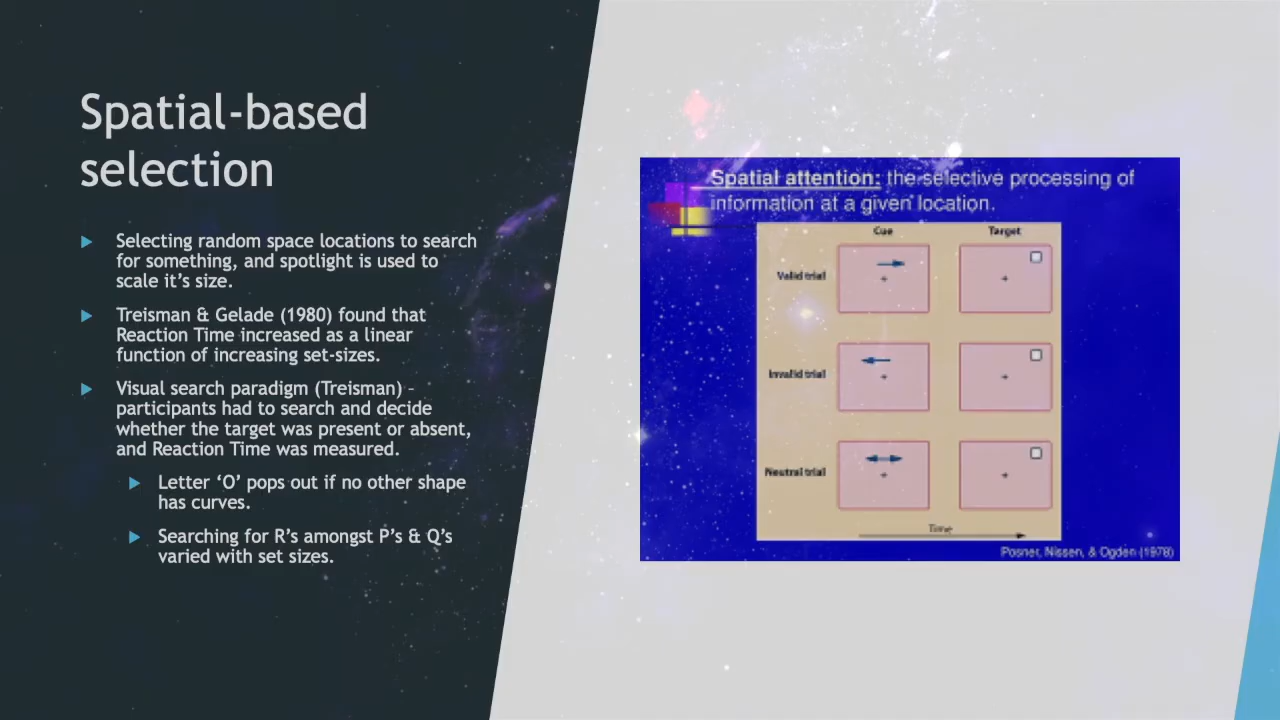 Spatial-based
selection
Selecting random space locations to search
for something, and spotlight is used to
scale it's size.
Treisman & Gelade (1980) found that
Reaction Time increased as a linear
function of increasing set-sizes.
Visual search paradigm (Treisman) –
participants had to search and decide
whether the target was present or absent,
and Reaction Time was measured.
Letter ‘O’ pops out if no other shape
has curves.
Searching for R’s amongst P’s & Q’s
varied with set sizes.
Spatial attention: the selective processing of
information at a given location.
Cue Target
Valid trial
Invalid trial
Neutral trial
Time
Posner, Nissen, & Ogden (1978)